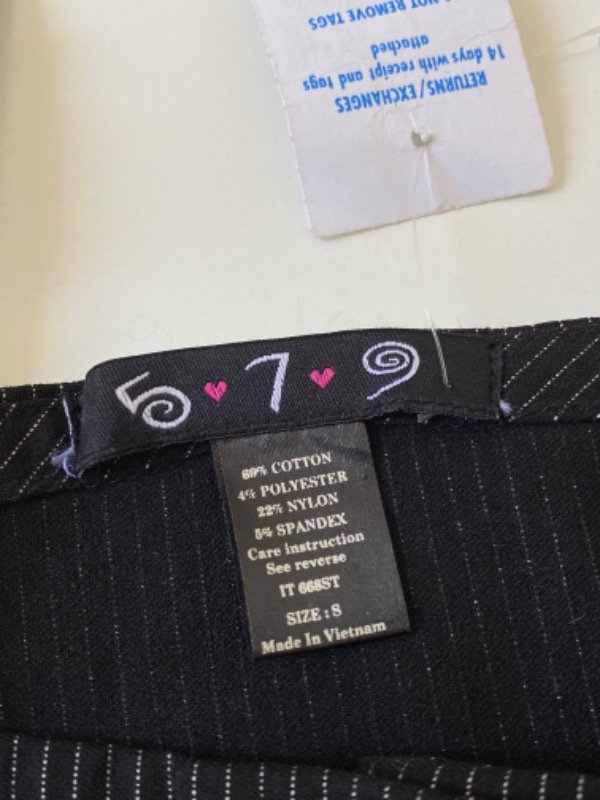 RETURNS/EXCHANGES
14 days with receipt and tags
attached
NOT REMOVE TAGS
5 ♥ 7 ♥ 9
69% COTTON
4% POLYESTER
22% NYLON
5% SPANDEX
Care instruction
See reverse
IT 668ST
SIZE : S
Made In Vietnam